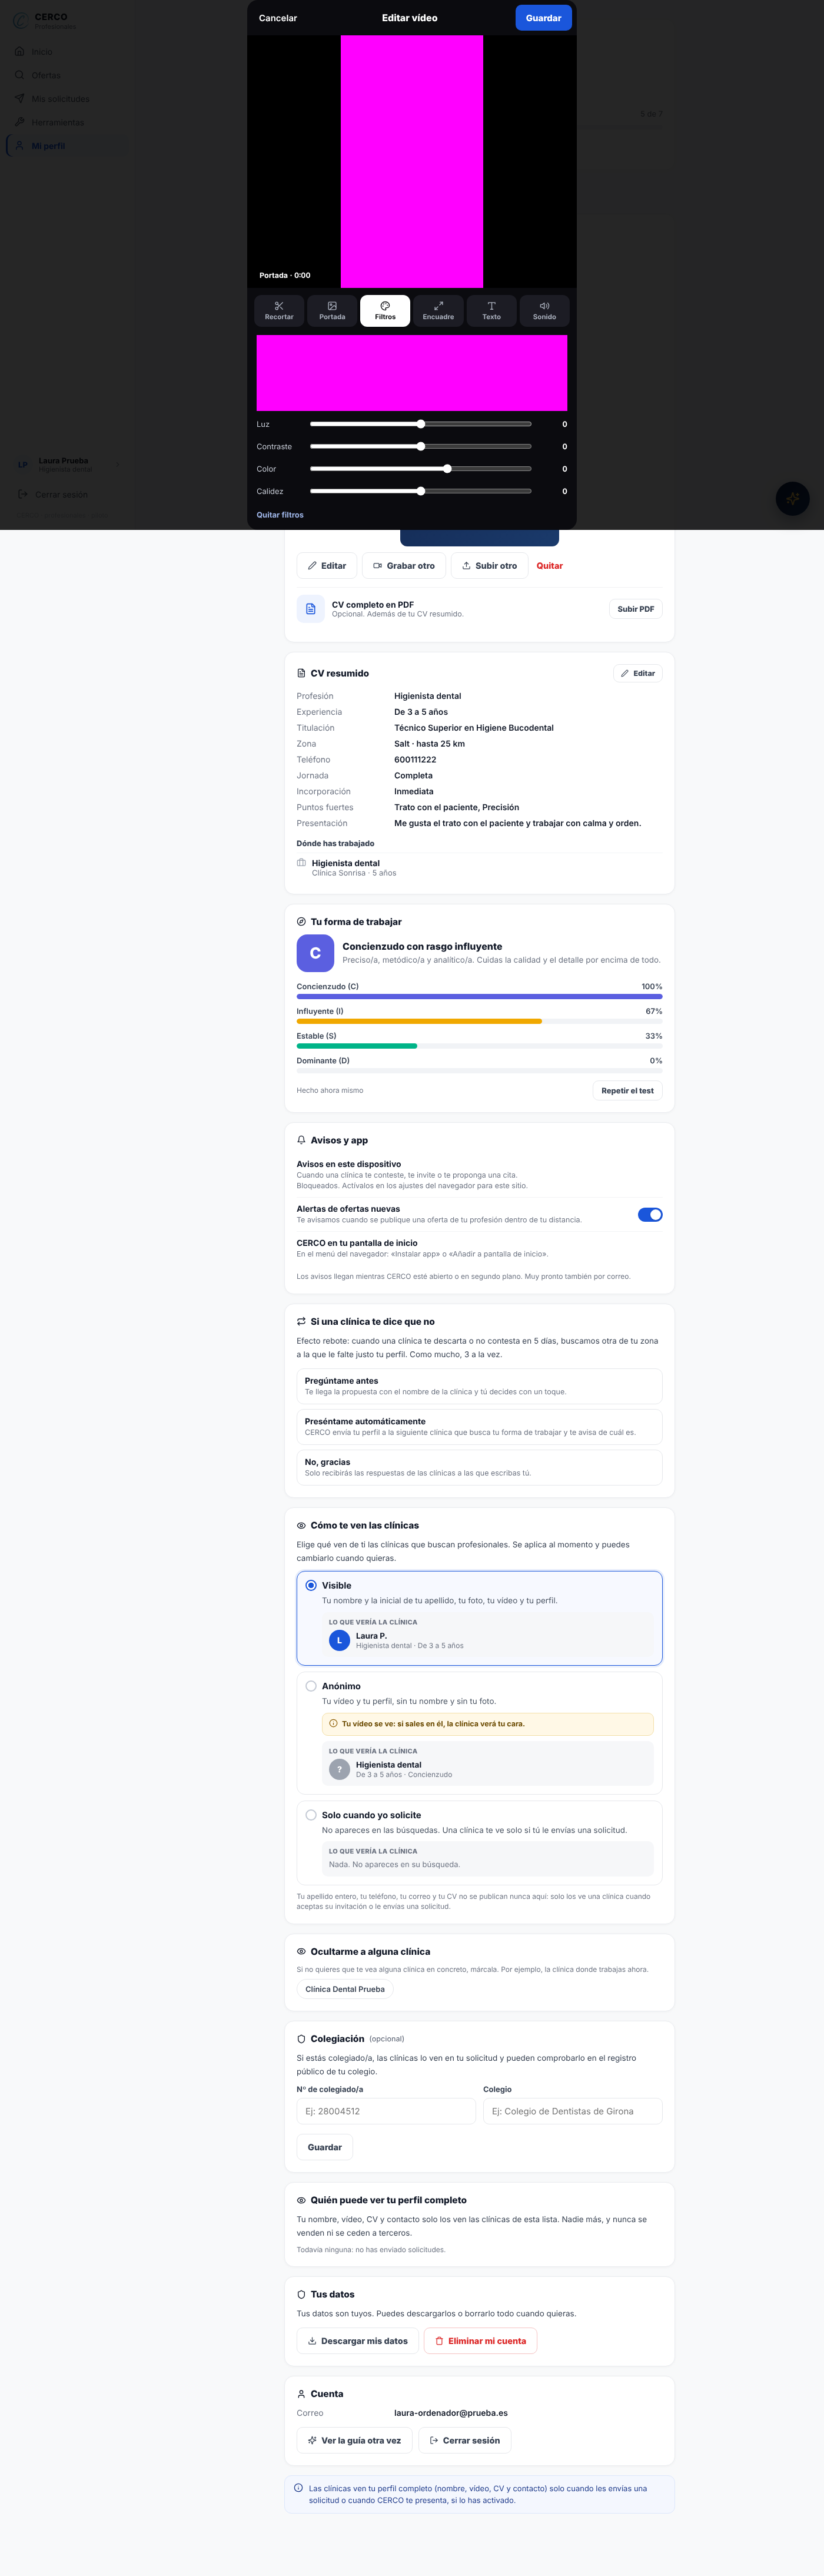 CERCO
Profesionales
Inicio
Ofertas
Mis solicitudes
Herramientas
Mi perfil
5 de 7
LP
Laura Prueba
Higienista dental
Cerrar sesión
Cancelar
Editar vídeo
Guardar
Portada · 0:00
Recortar
Portada
Filtros
Encuadre
Texto
Sonido
Luz
0
Contraste
0
Color
0
Calidez
0
Quitar filtros
Editar
Grabar otro
Subir otro
Quitar
CV completo en PDF
Opcional. Además de tu CV resumido.
Subir PDF
CV resumido
Editar
Profesión
Higienista dental
Experiencia
De 3 a 5 años
Titulación
Técnico Superior en Higiene Bucodental
Zona
Salt · hasta 25 km
Teléfono
600111222
Jornada
Completa
Incorporación
Inmediata
Puntos fuertes
Trato con el paciente, Precisión
Presentación
Me gusta el trato con el paciente y trabajar con calma y orden.
Dónde has trabajado
Higienista dental
Clínica Sonrisa · 5 años
Tu forma de trabajar
C
Concienzudo con rasgo influyente
Preciso/a, metódico/a y analítico/a. Cuidas la calidad y el detalle por encima de todo.
Concienzudo (C)
100%
Influyente (I)
67%
Estable (S)
33%
Dominante (D)
0%
Hecho ahora mismo
Repetir el test
Avisos y app
Avisos en este dispositivo
Cuando una clínica te conteste, te invite o te proponga una cita.
Bloqueados. Actívalos en los ajustes del navegador para este sitio.
Alertas de ofertas nuevas
Te avisamos cuando se publique una oferta de tu profesión dentro de tu distancia.
CERCO en tu pantalla de inicio
En el menú del navegador: «Instalar app» o «Añadir a pantalla de inicio».
Los avisos llegan mientras CERCO esté abierto o en segundo plano. Muy pronto también por correo.
Si una clínica te dice que no
Efecto rebote: cuando una clínica te descarta o no contesta en 5 días, buscamos otra de tu zona
a la que le falte justo tu perfil. Como mucho, 3 a la vez.
Pregúntame antes
Te llega la propuesta con el nombre de la clínica y tú decides con un toque.
Preséntame automáticamente
CERCO envía tu perfil a la siguiente clínica que busca tu forma de trabajar y te avisa de cuál es.
No, gracias
Solo recibirás las respuestas de las clínicas a las que escribas tú.
Cómo te ven las clínicas
Elige qué ven de ti las clínicas que buscan profesionales. Se aplica al momento y puedes
cambiarlo cuando quieras.
Visible
Tu nombre y la inicial de tu apellido, tu foto, tu vídeo y tu perfil.
LO QUE VERÍA LA CLÍNICA
L
Laura P.
Higienista dental · De 3 a 5 años
Anónimo
Tu vídeo y tu perfil, sin tu nombre y sin tu foto.
Tu vídeo se ve: si sales en él, la clínica verá tu cara.
LO QUE VERÍA LA CLÍNICA
?
Higienista dental
De 3 a 5 años · Concienzudo
Solo cuando yo solicite
No apareces en las búsquedas. Una clínica te ve solo si tú le envías una solicitud.
LO QUE VERÍA LA CLÍNICA
Nada. No apareces en su búsqueda.
Tu apellido entero, tu teléfono, tu correo y tu CV no se publican nunca aquí: solo los ve una clínica cuando
aceptas su invitación o le envías una solicitud.
Ocultarme a alguna clínica
Si no quieres que te vea alguna clínica en concreto, márcala. Por ejemplo, la clínica donde trabajas ahora.
Clínica Dental Prueba
Colegiación (opcional)
Si estás colegiado/a, las clínicas lo ven en tu solicitud y pueden comprobarlo en el registro
público de tu colegio.
Nº de colegiado/a
Colegio
Ej: 28004512
Ej: Colegio de Dentistas de Girona
Guardar
Quién puede ver tu perfil completo
Tu nombre, vídeo, CV y contacto solo los ven las clínicas de esta lista. Nadie más, y nunca se
venden ni se ceden a terceros.
Todavía ninguna: no has enviado solicitudes.
Tus datos
Tus datos son tuyos. Puedes descargarlos o borrarlo todo cuando quieras.
Descargar mis datos
Eliminar mi cuenta
Cuenta
Correo
laura-ordenador@prueba.es
Ver la guía otra vez
Cerrar sesión
Las clínicas ven tu perfil completo (nombre, vídeo, CV y contacto) solo cuando les envías una
solicitud o cuando CERCO te presenta, si lo has activado.